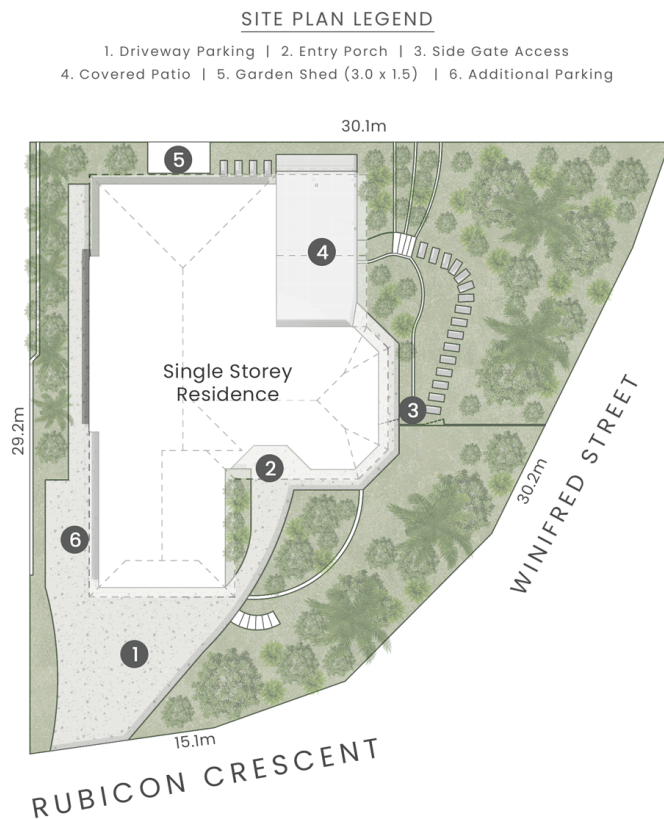 SITE PLAN LEGEND
1. Driveway Parking | 2. Entry Porch | 3. Side Gate Access
4. Covered Patio | 5. Garden Shed (3.0 x 1.5) | 6. Additional Parking
30.1m
5
4
Single Storey
Residence
3
29.2m
2
30.2m
WINIFRED STREET
6
1
15.1m
RUBICON CRESCENT